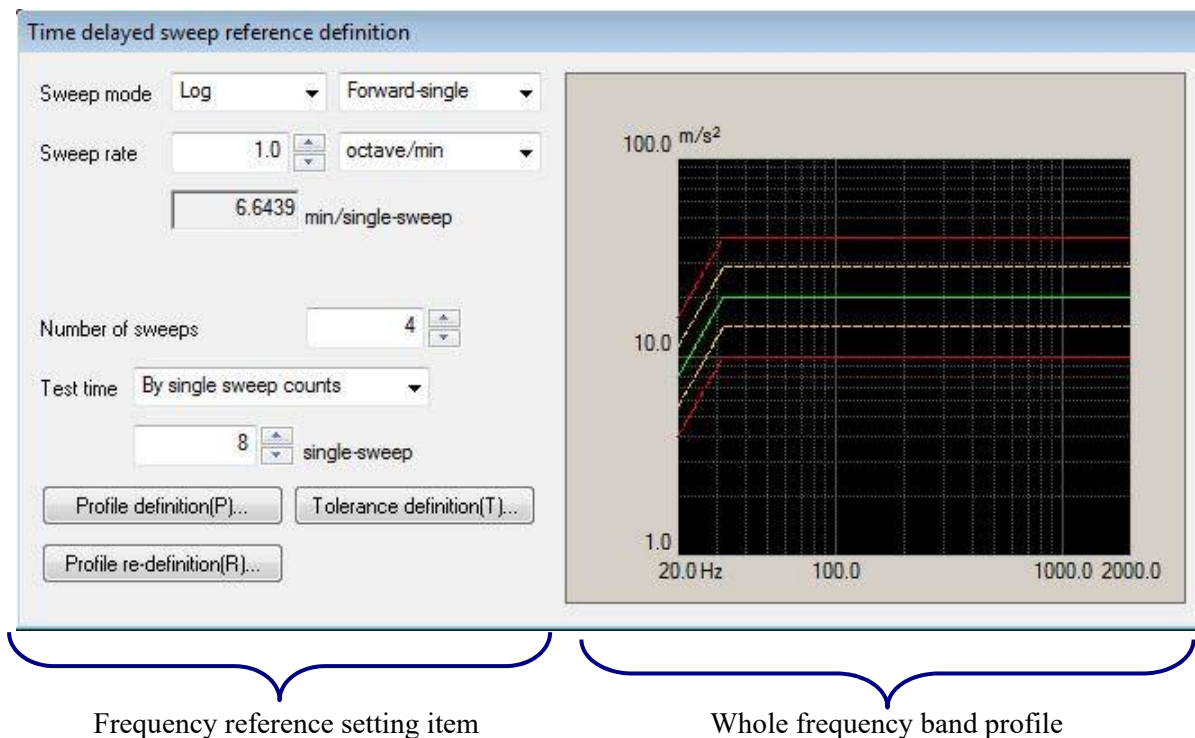 Time delayed sweep reference definition
Sweep mode Log Forward-single
Sweep rate 1.0 octave/min
6.6439 min/single-sweep
Number of sweeps 4
Test time By single sweep counts
8 single-sweep
Profile definition(P)... Tolerance definition(T)...
Profile re-definition(R)...
100.0 m/s²
10.0
1.0
20.0 Hz 100.0 1000.0 2000.0
Frequency reference setting item Whole frequency band profile